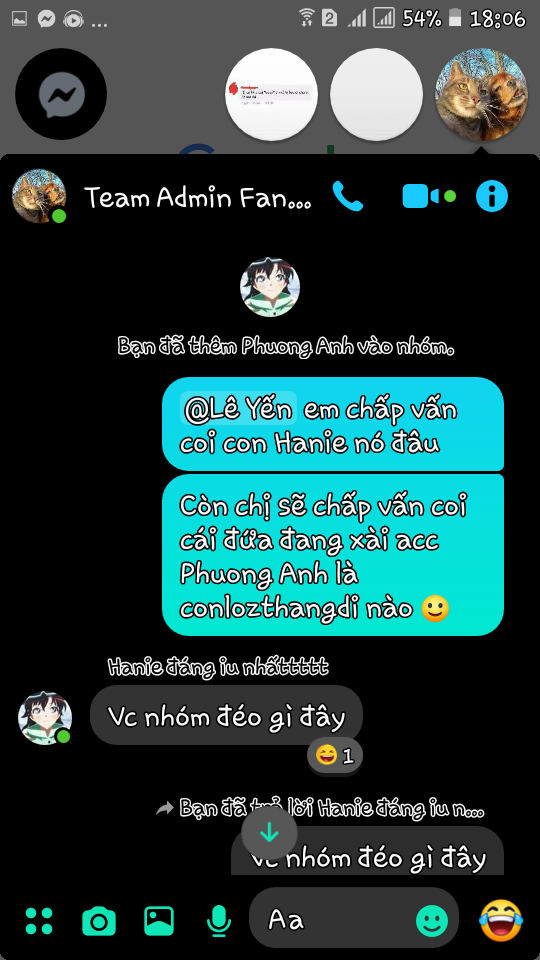 54% 18:06
Team Admin Fan...
Bạn đã thêm Phuong Anh vào nhóm.
@Lê Yến em chấp vấn
coi con Hanie nó đâu
Còn chị sẽ chấp vấn coi
cái đứa đang xài acc
Phuong Anh là
conlozthangdi nào
Hanie đáng iu nhấttttt
Vc nhóm đéo gì đây
1
Bạn đã trả lời Hanie đáng iu n...
Vc nhóm đéo gì đây
Aa